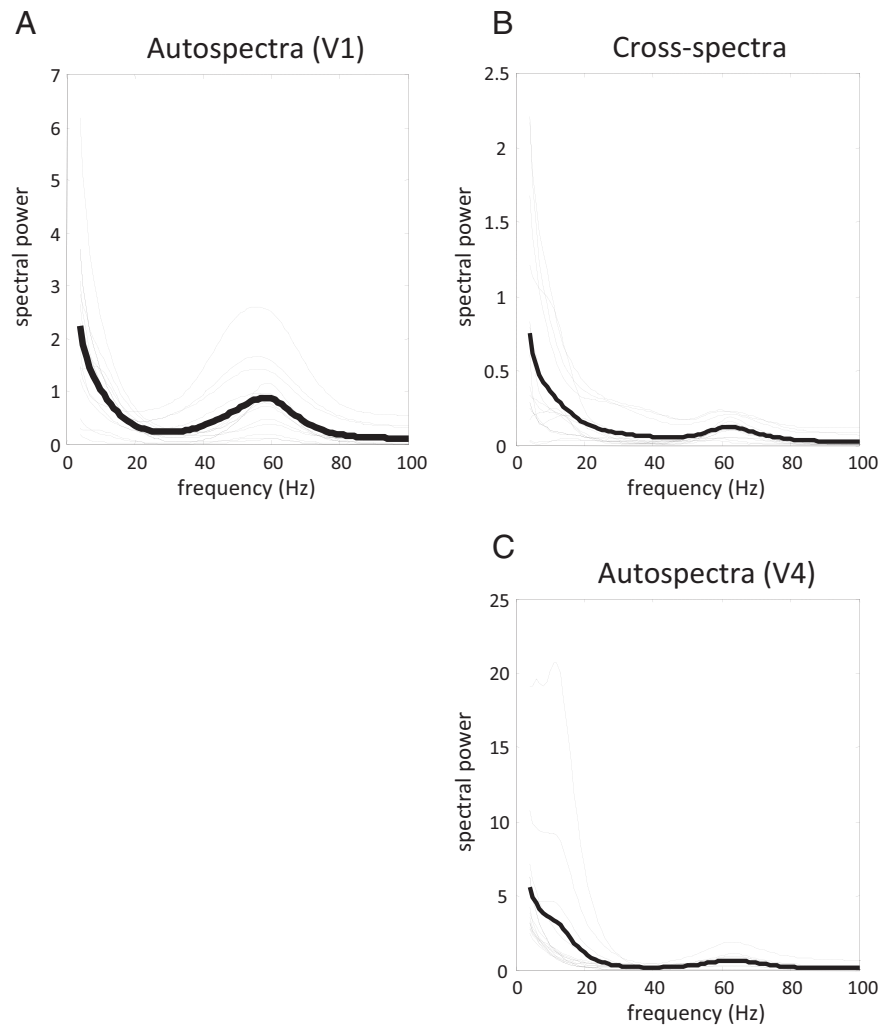 A
Autospectra (V1)
7
6
5
4
3
2
1
0
spectral power
0 20 40 60 80 100
frequency (Hz)
B
Cross-spectra
2.5
2
1.5
1
0.5
0
spectral power
0 20 40 60 80 100
frequency (Hz)
C
Autospectra (V4)
25
20
15
10
5
0
spectral power
0 20 40 60 80 100
frequency (Hz)